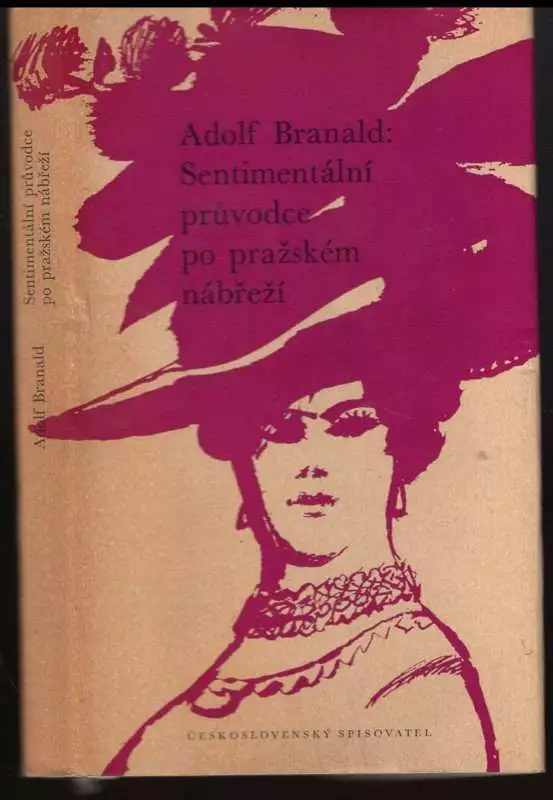 Adolf Branald:
Sentimentální
průvodce
po pražském
nábřeží
ČESKOSLOVENSKÝ SPISOVATEL
Adolf Branald
Sentimentální průvodce
po pražském nábřeží